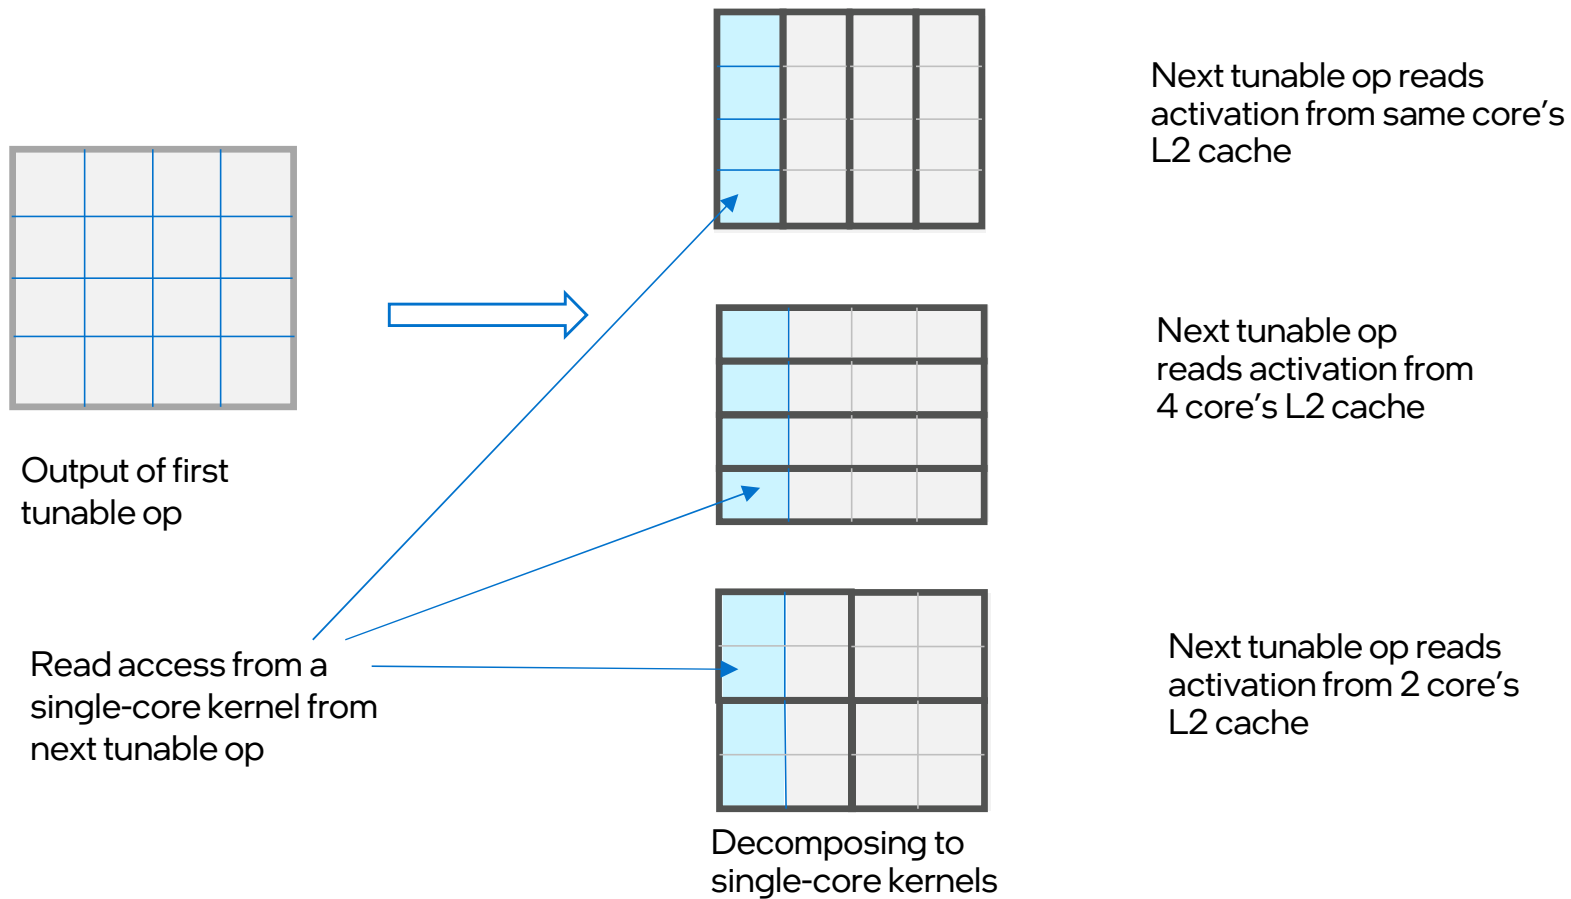 Next tunable op reads
activation from same core’s
L2 cache
Next tunable op
reads activation from
4 core’s L2 cache
Output of first
tunable op
Read access from a
single-core kernel from
next tunable op
Next tunable op reads
activation from 2 core’s
L2 cache
Decomposing to
single-core kernels